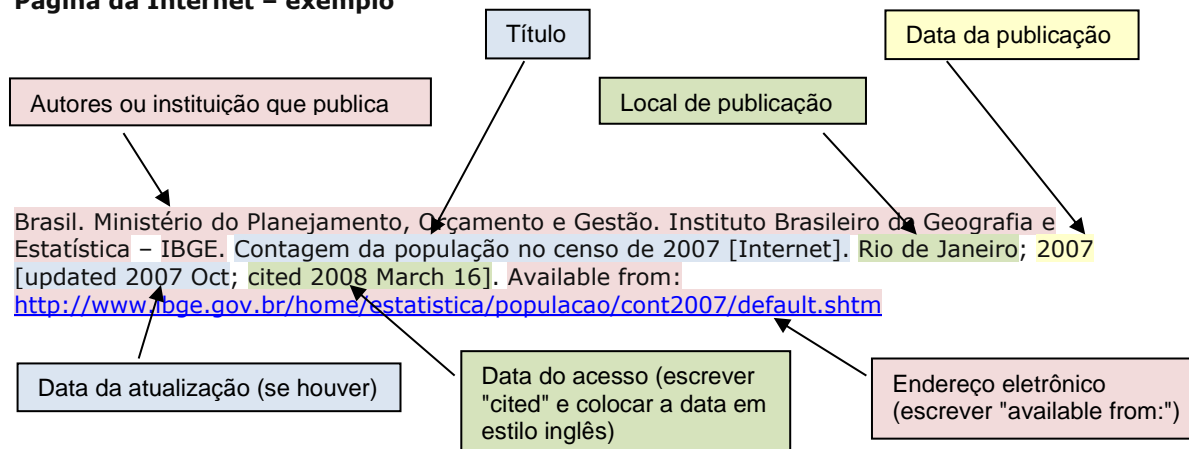 Página da Internet – exemplo
Título
Data da publicação
Autores ou instituição que publica
Local de publicação
Brasil. Ministério do Planejamento, Orçamento e Gestão. Instituto Brasileiro de Geografia e
Estatística – IBGE. Contagem da população no censo de 2007 [Internet]. Rio de Janeiro; 2007
[updated 2007 Oct; cited 2008 March 16]. Available from:
http://www.ibge.gov.br/home/estatistica/populacao/cont2007/default.shtm
Data da atualização (se houver)
Data do acesso (escrever
"cited" e colocar a data em
estilo inglês)
Endereço eletrônico
(escrever "available from:")